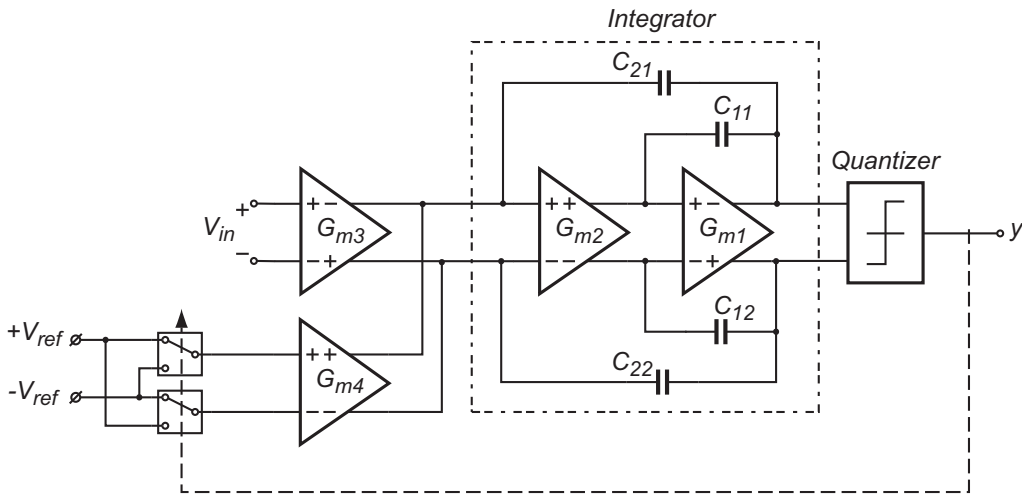 Integrator
C21
C11
Quantizer
+ − + + + −
Vin
+
−
Gm3
Gm2
Gm1
y
− + − − − +
C12
C22
+Vref
-Vref
+ +
Gm4
− −